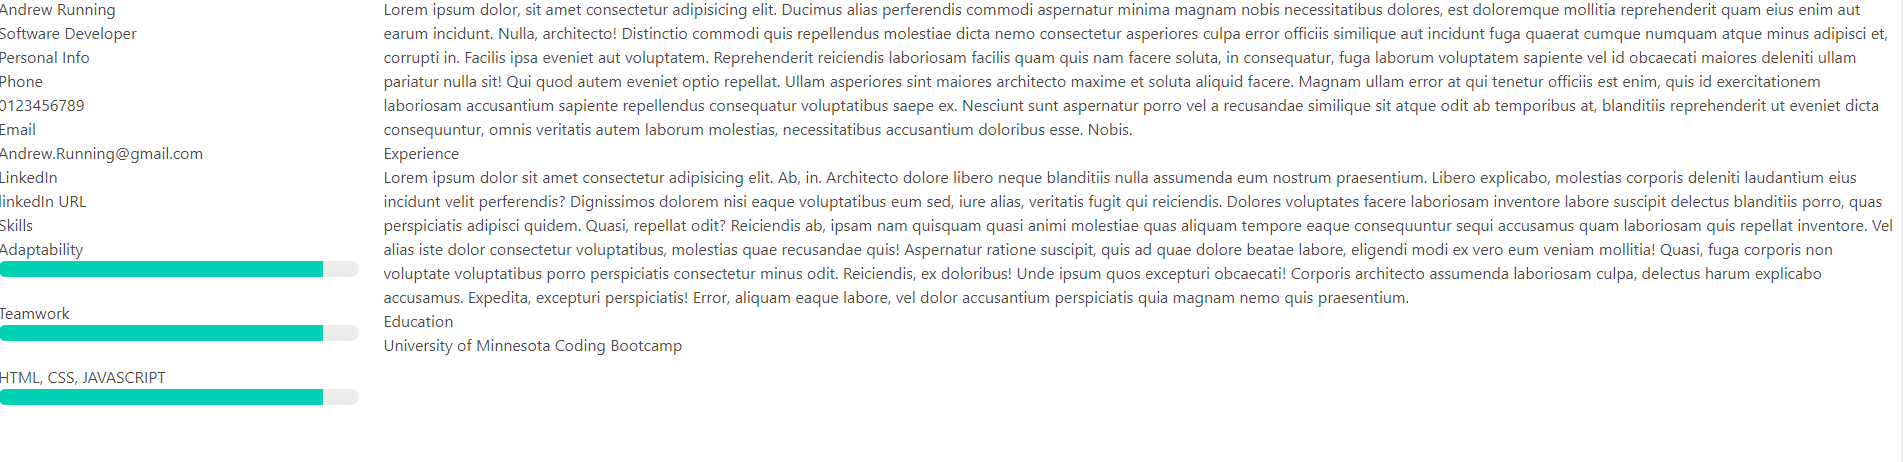 Andrew Running
Software Developer
Personal Info
Phone
0123456789
Email
Andrew.Running@gmail.com
LinkedIn
linkedIn URL
Skills
Adaptability
Teamwork
HTML, CSS, JAVASCRIPT
Lorem ipsum dolor, sit amet consectetur adipisicing elit. Ducimus alias perferendis commodi aspernatur minima magnam nobis necessitatibus dolores, est doloremque mollitia reprehenderit quam eius enim aut
earum incidunt. Nulla, architecto! Distinctio commodi quis repellendus molestiae dicta nemo consectetur asperiores culpa error officiis similique aut incidunt fuga quaerat cumque numquam atque minus adipisci et,
corrupti in. Facilis ipsa eveniet aut voluptatem. Reprehenderit reiciendis laboriosam facilis quam quis nam facere soluta, in consequatur, fuga laborum voluptatem sapiente vel id obcaecati maiores deleniti ullam
pariatur nulla sit! Qui quod autem eveniet optio repellat. Ullam asperiores sint maiores architecto maxime et soluta aliquid facere. Magnam ullam error at qui tenetur officiis est enim, quis id exercitationem
laboriosam accusantium sapiente repellendus consequatur voluptatibus saepe ex. Nesciunt sunt aspernatur porro vel a recusandae similique sit atque odit ab temporibus at, blanditiis reprehenderit ut eveniet dicta
consequuntur, omnis veritatis autem laborum molestias, necessitatibus accusantium doloribus esse. Nobis.
Experience
Lorem ipsum dolor sit amet consectetur adipisicing elit. Ab, in. Architecto dolore libero neque blanditiis nulla assumenda eum nostrum praesentium. Libero explicabo, molestias corporis deleniti laudantium eius
incidunt velit perferendis? Dignissimos dolorem nisi eaque voluptatibus eum sed, iure alias, veritatis fugit qui reiciendis. Dolores voluptates facere laboriosam inventore labore suscipit delectus blanditiis porro, quas
perspiciatis adipisci quidem. Quasi, repellat odit? Reiciendis ab, ipsam nam quisquam quasi animi molestiae quas aliquam tempore eaque consequuntur sequi accusamus quam laboriosam quis repellat inventore. Vel
alias iste dolor consectetur voluptatibus, molestias quae recusandae quis! Aspernatur ratione suscipit, quis ad quae dolore beatae labore, eligendi modi ex vero eum veniam mollitia! Quasi, fuga corporis non
voluptate voluptatibus porro perspiciatis consectetur minus odit. Reiciendis, ex doloribus! Unde ipsum quos excepturi obcaecati! Corporis architecto assumenda laboriosam culpa, delectus harum explicabo
accusamus. Expedita, excepturi perspiciatis! Error, aliquam eaque labore, vel dolor accusantium perspiciatis quia magnam nemo quis praesentium.
Education
University of Minnesota Coding Bootcamp